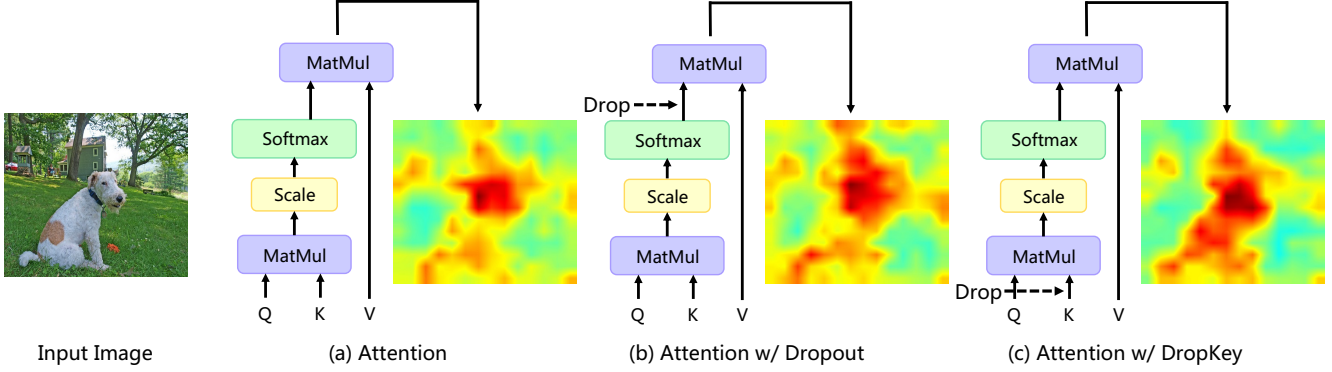 MatMul
Softmax
Scale
MatMul
Q K V
MatMul
Drop
Softmax
Scale
MatMul
Q K V
MatMul
Softmax
Scale
MatMul
Drop
Q K V
Input Image
(a) Attention
(b) Attention w/ Dropout
(c) Attention w/ DropKey